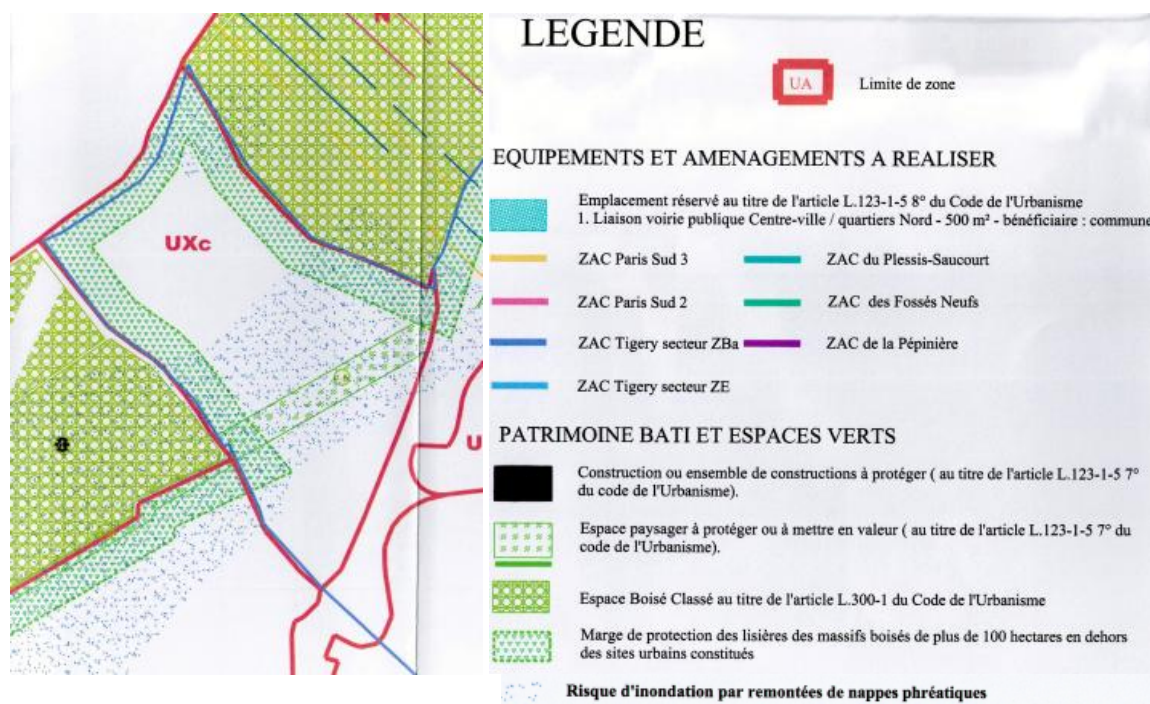 N
UXc
U
LEGENDE
UA
Limite de zone
EQUIPEMENTS ET AMENAGEMENTS A REALISER
Emplacement réservé au titre de l'article L.123-1-5 8° du Code de l'Urbanisme
1. Liaison voirie publique Centre-ville / quartiers Nord - 500 m² - bénéficiaire : commune
ZAC Paris Sud 3
ZAC du Plessis-Saucourt
ZAC Paris Sud 2
ZAC des Fossés Neufs
ZAC Tigery secteur ZBa
ZAC de la Pépinière
ZAC Tigery secteur ZE
PATRIMOINE BATI ET ESPACES VERTS
Construction ou ensemble de constructions à protéger ( au titre de l'article L.123-1-5 7°
du code de l'Urbanisme).
Espace paysager à protéger ou à mettre en valeur ( au titre de l'article L.123-1-5 7° du
code de l'Urbanisme).
Espace Boisé Classé au titre de l'article L.300-1 du Code de l'Urbanisme
Marge de protection des lisières des massifs boisés de plus de 100 hectares en dehors
des sites urbains constitués
Risque d'inondation par remontées de nappes phréatiques